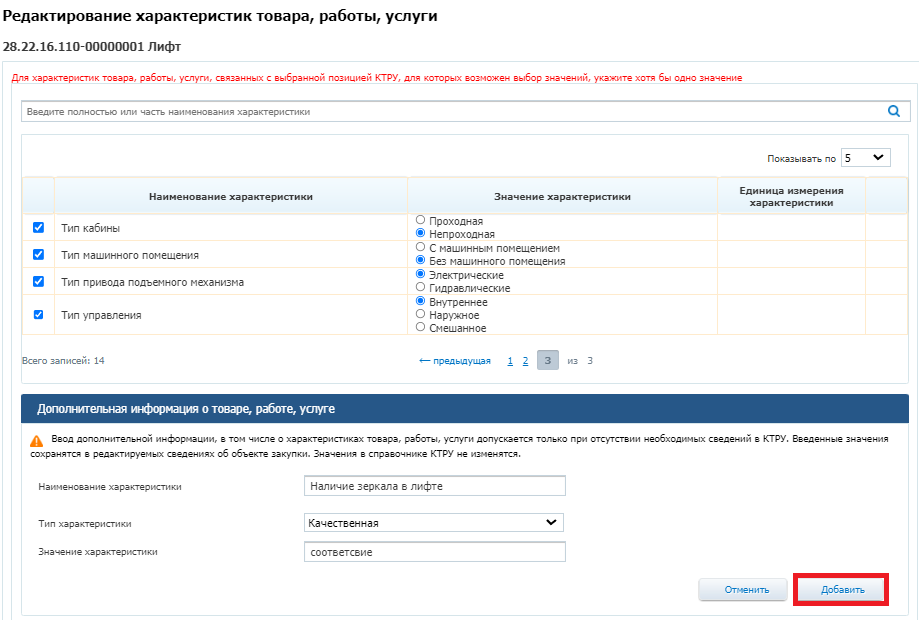 Редактирование характеристик товара, работы, услуги
28.22.16.110-00000001 Лифт
Для характеристик товара, работы, услуги, связанных с выбранной позицией КТРУ, для которых возможен выбор значений, укажите хотя бы одно значение
Введите полностью или часть наименования характеристики
Показывать по 5
Наименование характеристики Значение характеристики Единица измерения
характеристики
Тип кабины
Проходная
Непроходная
Тип машинного помещения
С машинным помещением
Без машинного помещения
Тип привода подъемного механизма
Электрические
Гидравлические
Тип управления
Внутреннее
Наружное
Смешанное
Всего записей: 14 ← предыдущая 1 2 3 из 3
Дополнительная информация о товаре, работе, услуге
Ввод дополнительной информации, в том числе о характеристиках товара, работы, услуги допускается только при отсутствии необходимых сведений в КТРУ. Введенные значения
сохранятся в редактируемых сведениях об объекте закупки. Значения в справочнике КТРУ не изменятся.
Наименование характеристики Наличие зеркала в лифте
Тип характеристики Качественная
Значение характеристики соответсвие
Отменить Добавить